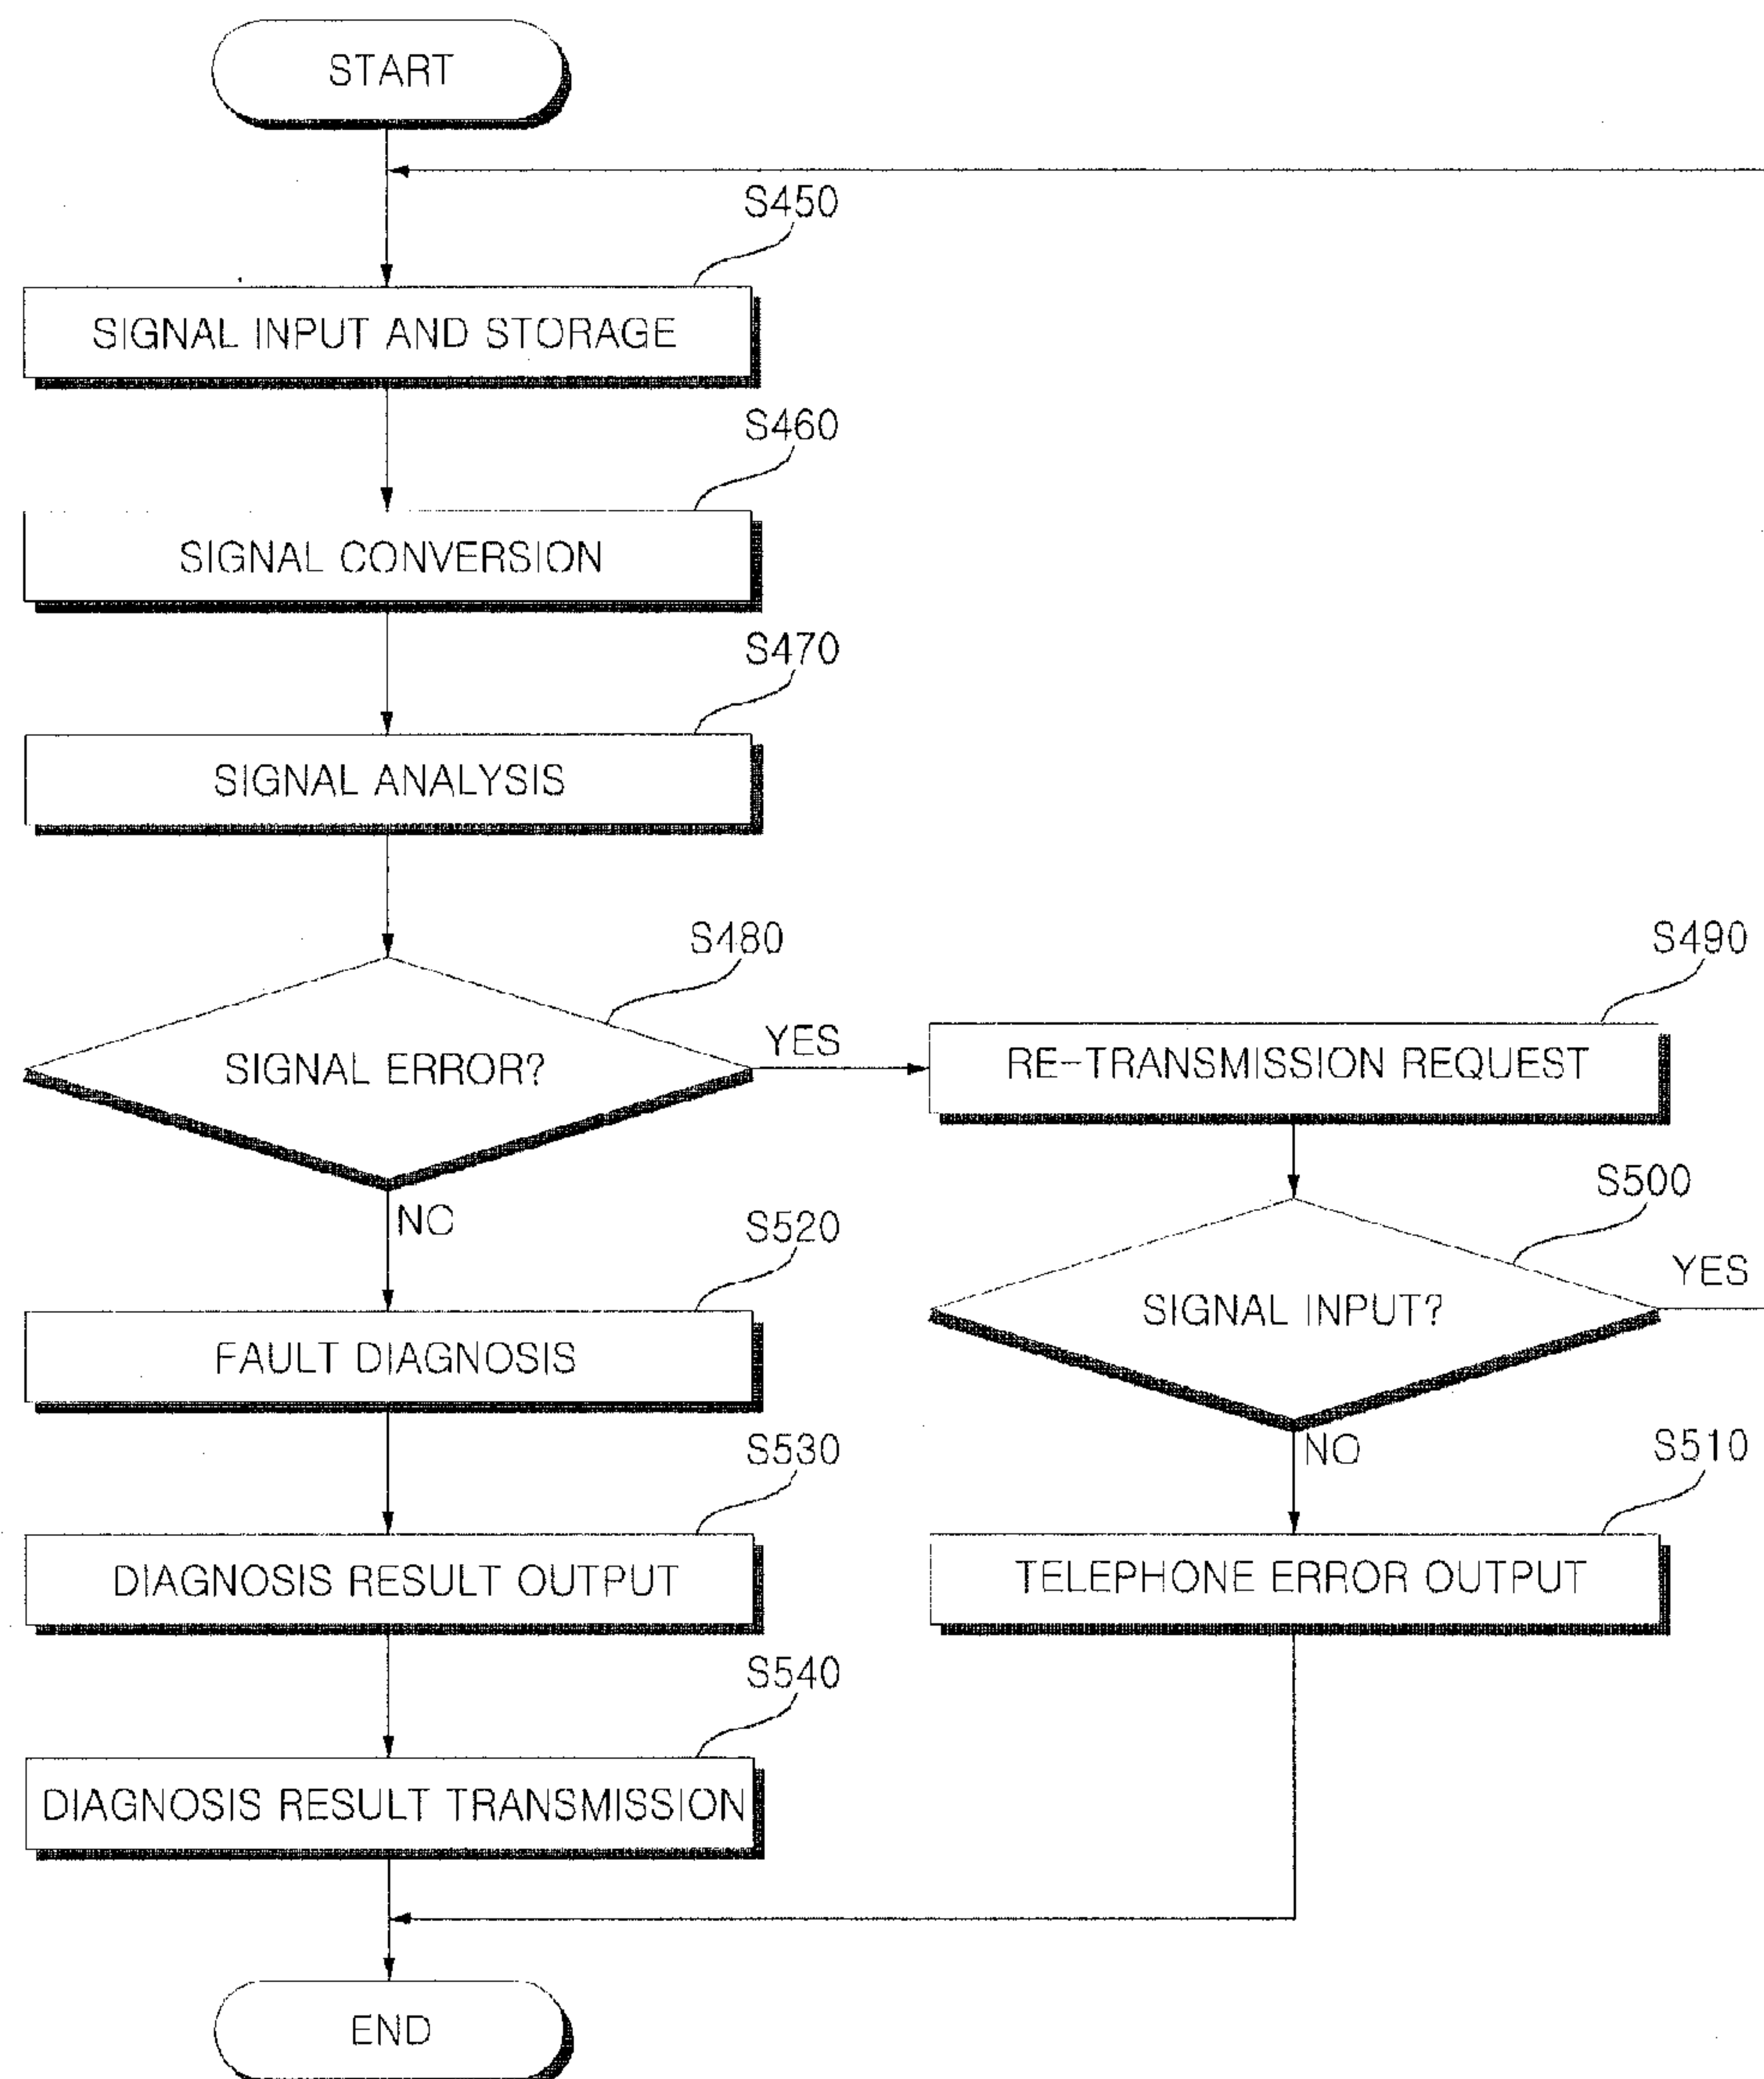 START
S450
SIGNAL INPUT AND STORAGE
S460
SIGNAL CONVERSION
S470
SIGNAL ANALYSIS
S480
SIGNAL ERROR?
YES
S490
RE-TRANSMISSION REQUEST
NO
S500
SIGNAL INPUT?
YES
S520
FAULT DIAGNOSIS
NO
S530
DIAGNOSIS RESULT OUTPUT
S510
TELEPHONE ERROR OUTPUT
S540
DIAGNOSIS RESULT TRANSMISSION
END